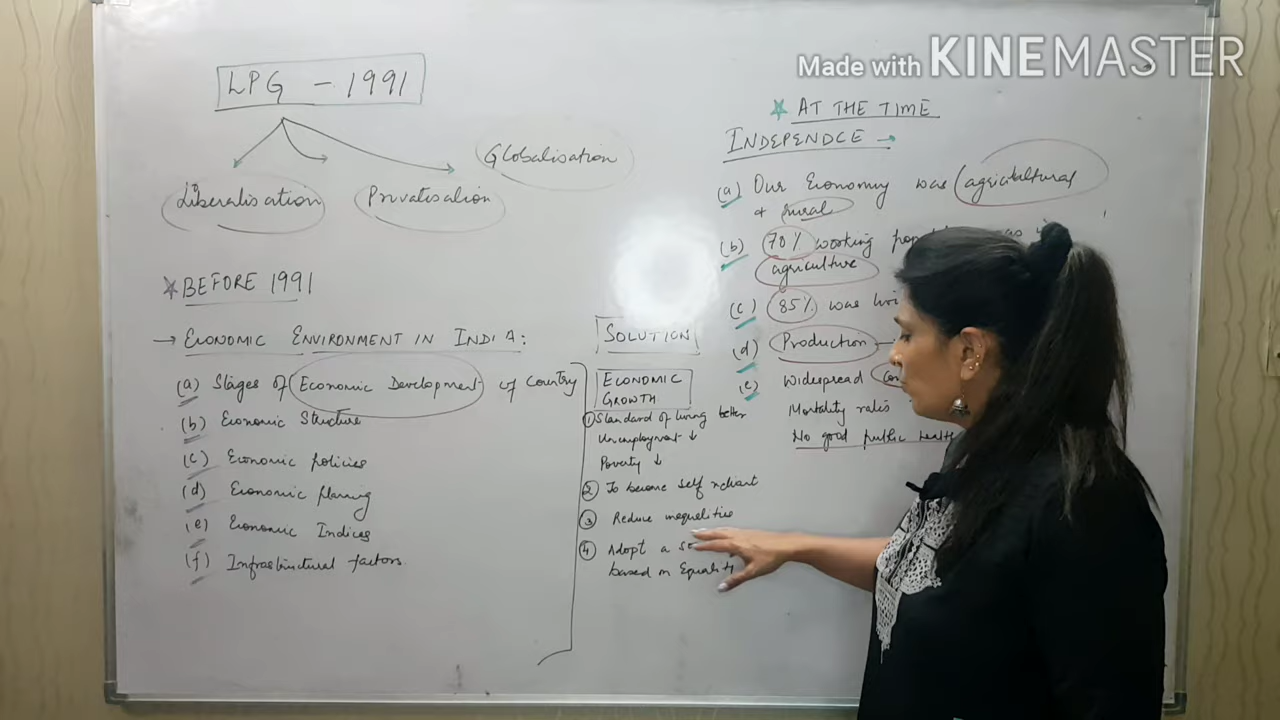 Made with KINEMASTER
LPG - 1991
Liberalisation
Privatisation
Globalisation
BEFORE 1991
→ ECONOMIC ENVIRONMENT IN INDIA:
(a) Stages of Economic Development of Country
(b) Economic Structure
(c) Economic policies
(d) Economic planning
(e) Economic Indices
(f) Infrastructural factors.
SOLUTION
ECONOMIC
GROWTH
① Standard of living better
Unemployment ↓
Poverty ↓
② To become self reliant
③ Reduce inequalities
④ Adopt a
based on Equality
AT THE TIME
INDEPENDCE →
(a) Our Economy was agricultural
& rural
(b) 70% working
agriculture
(c) 85% was
(d) Production
(e) Widespread
Mortality ratio
No good public health